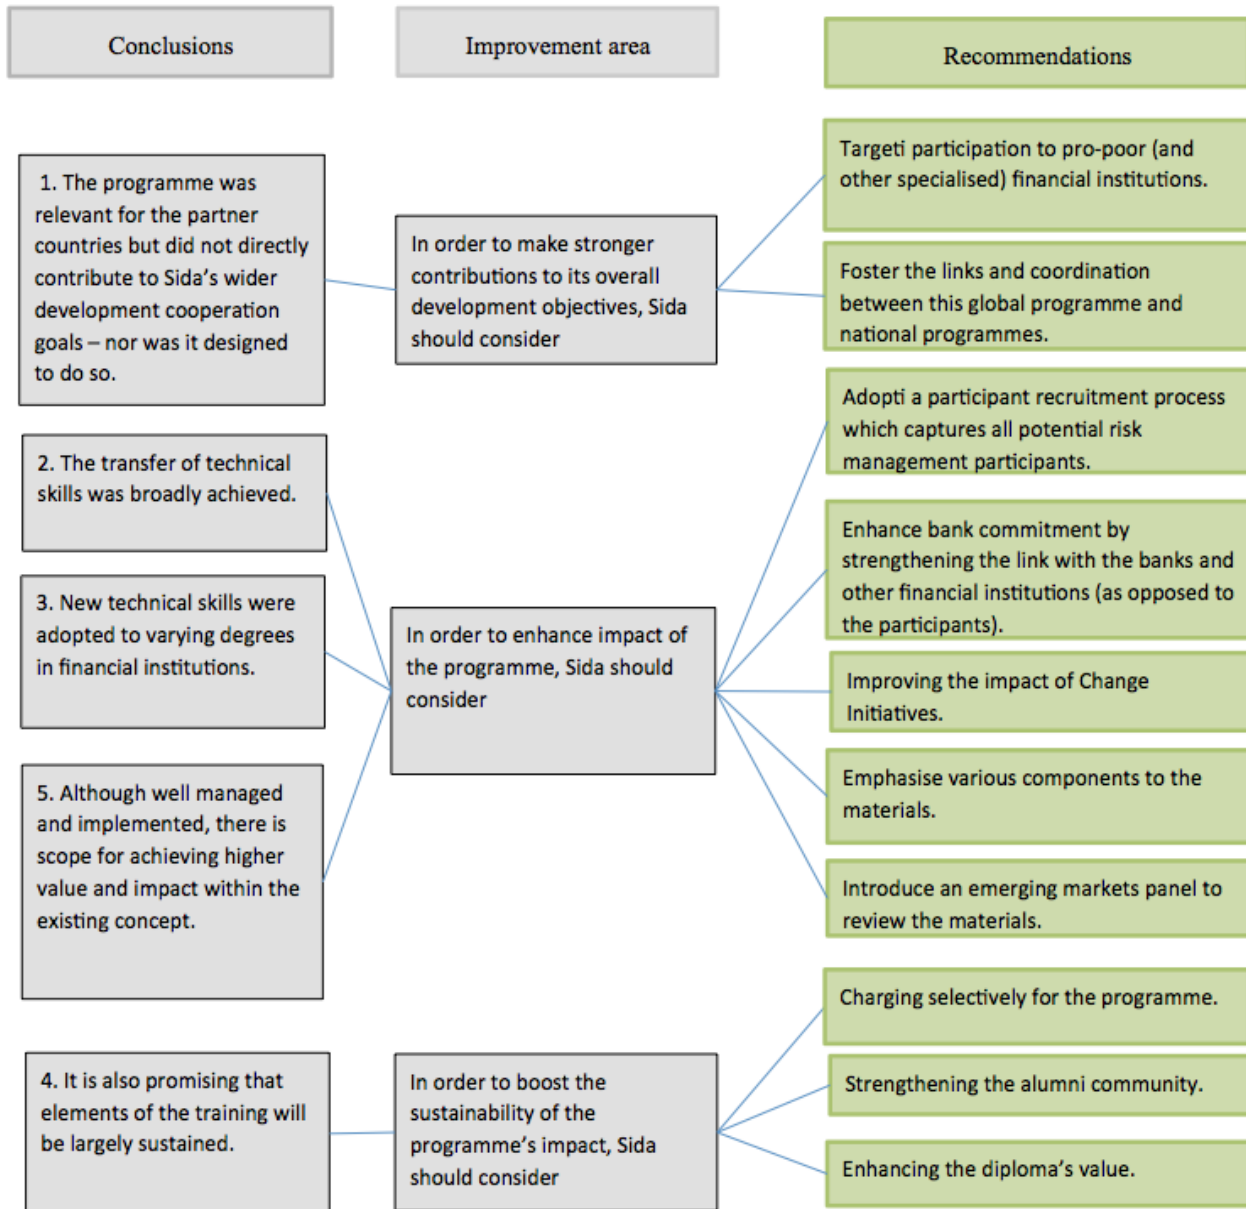 Conclusions
Improvement area
Recommendations
1. The programme was
relevant for the partner
countries but did not directly
contribute to Sida’s wider
development cooperation
goals – nor was it designed
to do so.
In order to make stronger
contributions to its overall
development objectives, Sida
should consider
Targeti participation to pro-poor (and
other specialised) financial institutions.
Foster the links and coordination
between this global programme and
national programmes.
2. The transfer of technical
skills was broadly achieved.
3. New technical skills were
adopted to varying degrees
in financial institutions.
5. Although well managed
and implemented, there is
scope for achieving higher
value and impact within the
existing concept.
In order to enhance impact of
the programme, Sida should
consider
Adopti a participant recruitment process
which captures all potential risk
management participants.
Enhance bank commitment by
strengthening the link with the banks and
other financial institutions (as opposed to
the participants).
Improving the impact of Change
Initiatives.
Emphasise various components to the
materials.
Introduce an emerging markets panel to
review the materials.
4. It is also promising that
elements of the training will
be largely sustained.
In order to boost the
sustainability of the
programme’s impact, Sida
should consider
Charging selectively for the programme.
Strengthening the alumni community.
Enhancing the diploma’s value.